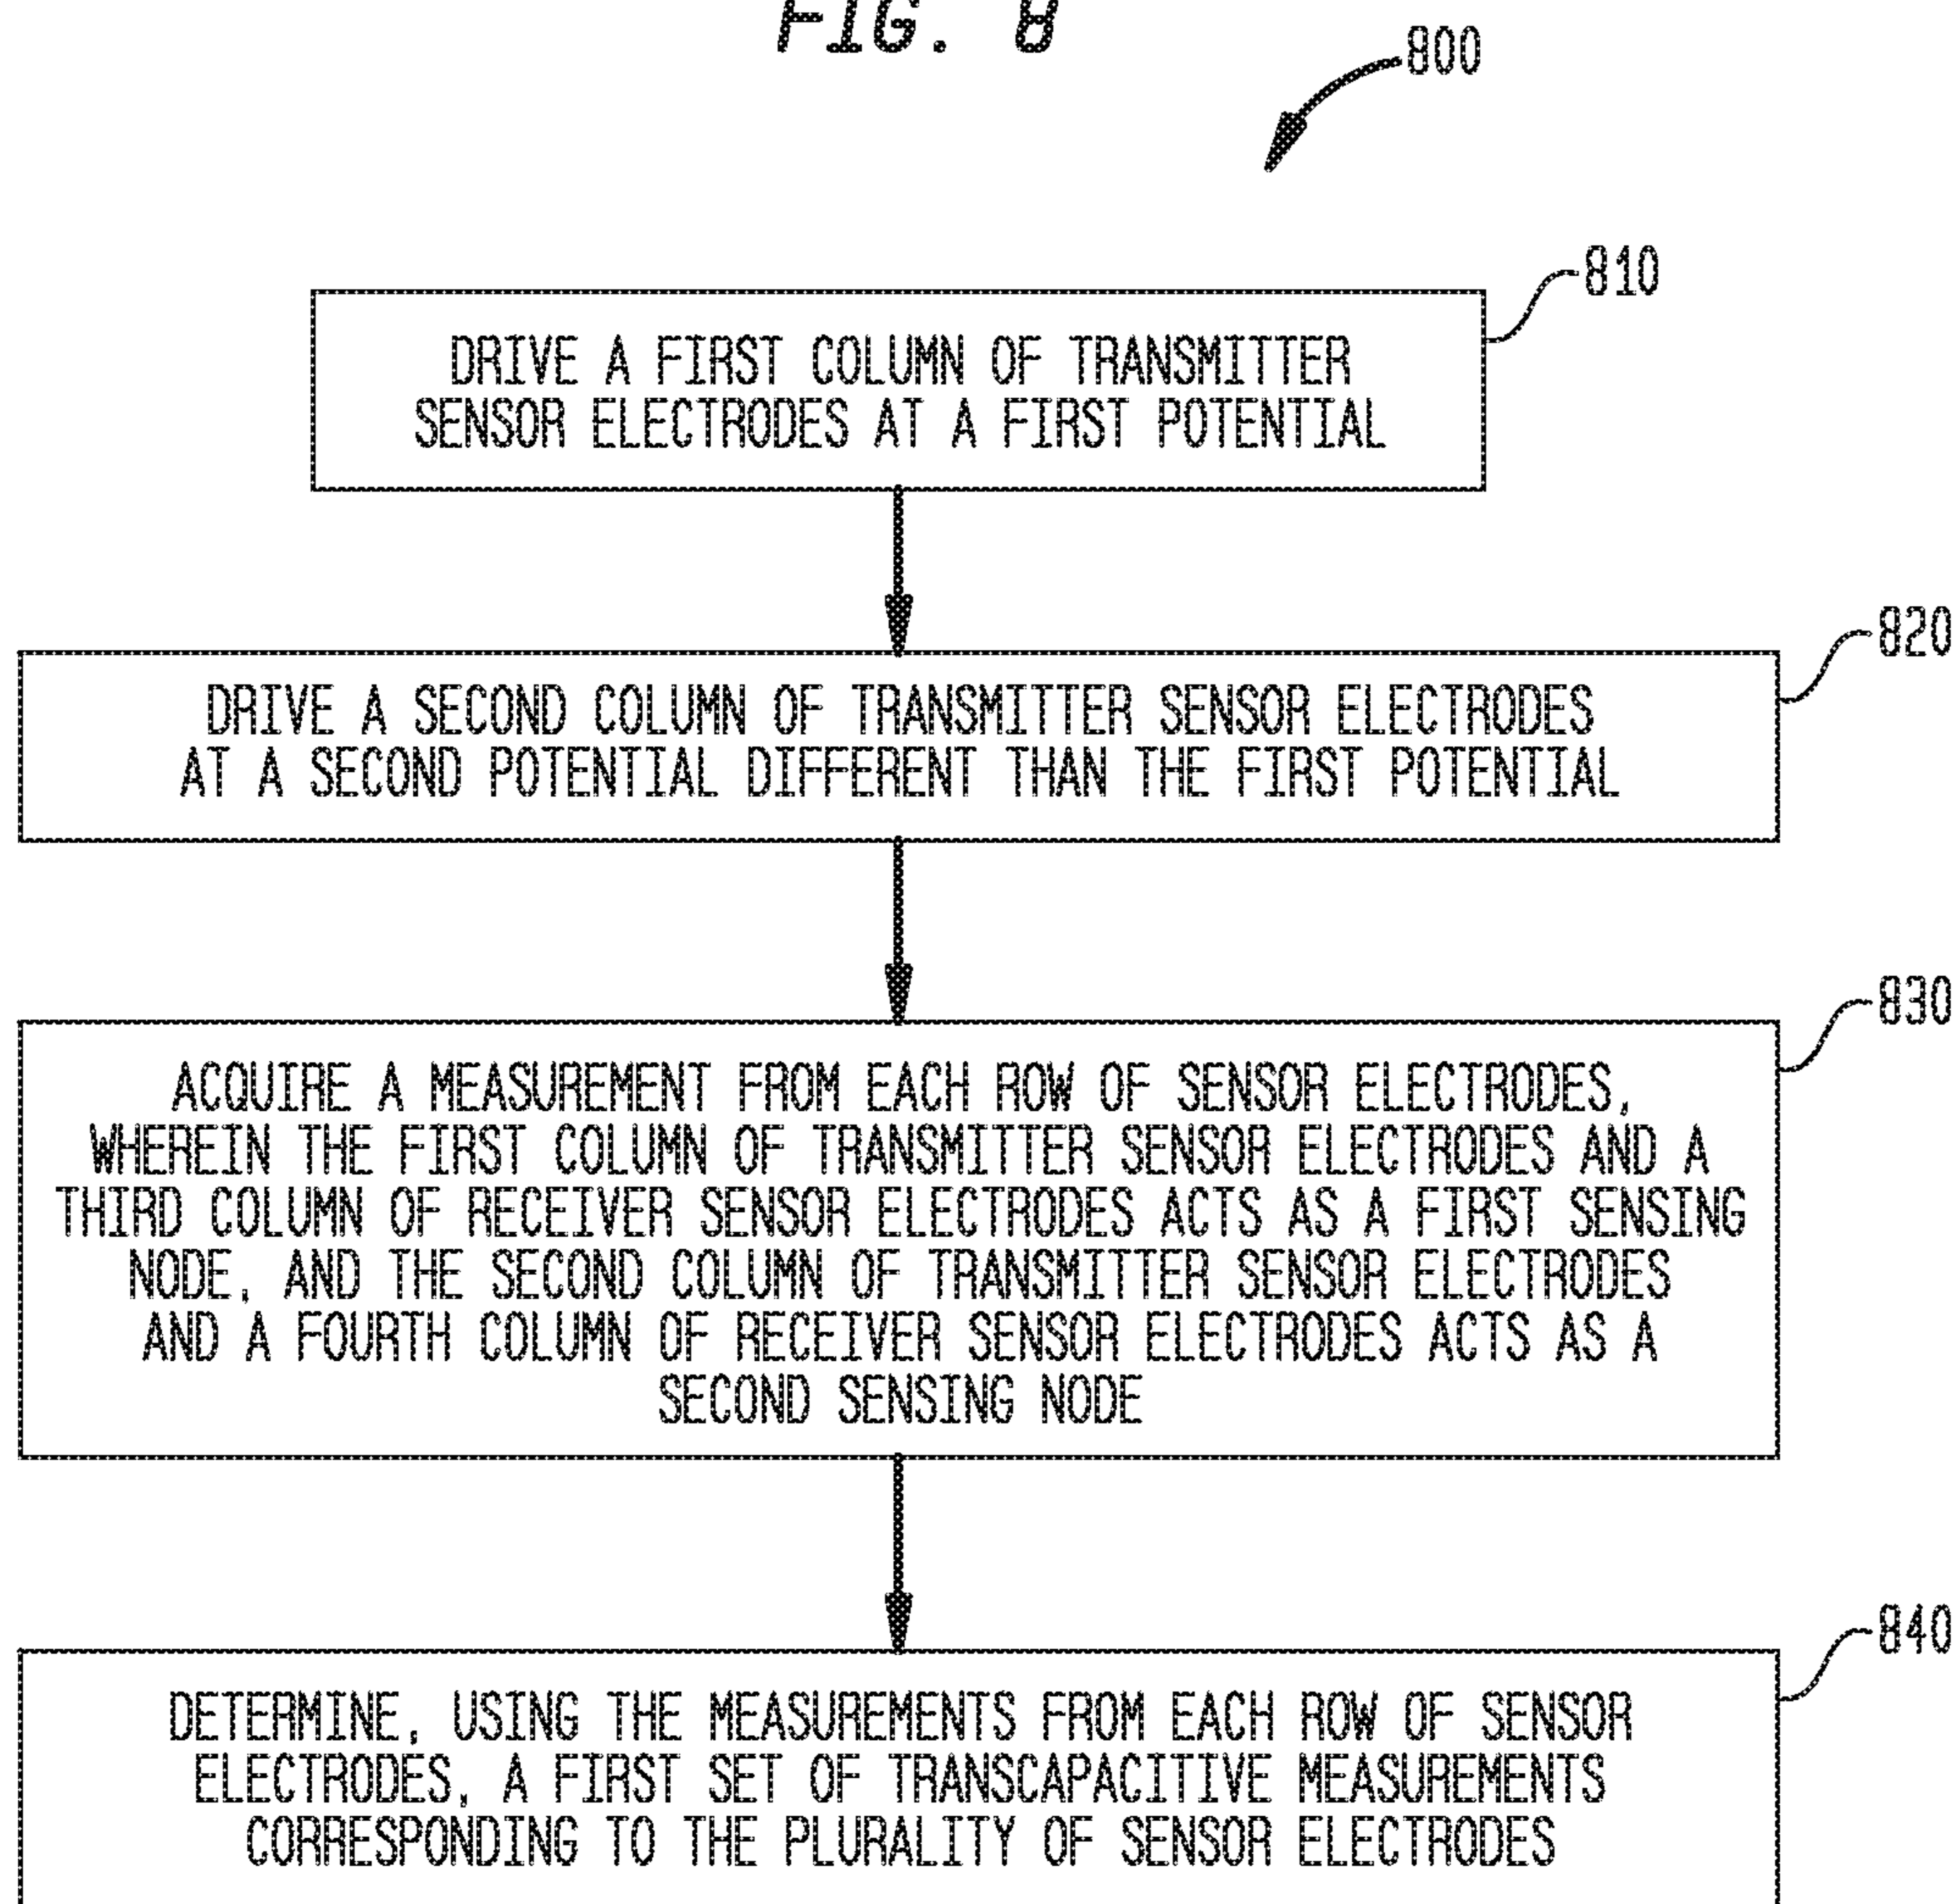 FIG. 8
800
810
DRIVE A FIRST COLUMN OF TRANSMITTER
SENSOR ELECTRODES AT A FIRST POTENTIAL
820
DRIVE A SECOND COLUMN OF TRANSMITTER SENSOR ELECTRODES
AT A SECOND POTENTIAL DIFFERENT THAN THE FIRST POTENTIAL
830
ACQUIRE A MEASUREMENT FROM EACH ROW OF SENSOR ELECTRODES,
WHEREIN THE FIRST COLUMN OF TRANSMITTER SENSOR ELECTRODES AND A
THIRD COLUMN OF RECEIVER SENSOR ELECTRODES ACTS AS A FIRST SENSING
NODE, AND THE SECOND COLUMN OF TRANSMITTER SENSOR ELECTRODES
AND A FOURTH COLUMN OF RECEIVER SENSOR ELECTRODES ACTS AS A
SECOND SENSING NODE
840
DETERMINE, USING THE MEASUREMENTS FROM EACH ROW OF SENSOR
ELECTRODES, A FIRST SET OF TRANSCAPACITIVE MEASUREMENTS
CORRESPONDING TO THE PLURALITY OF SENSOR ELECTRODES